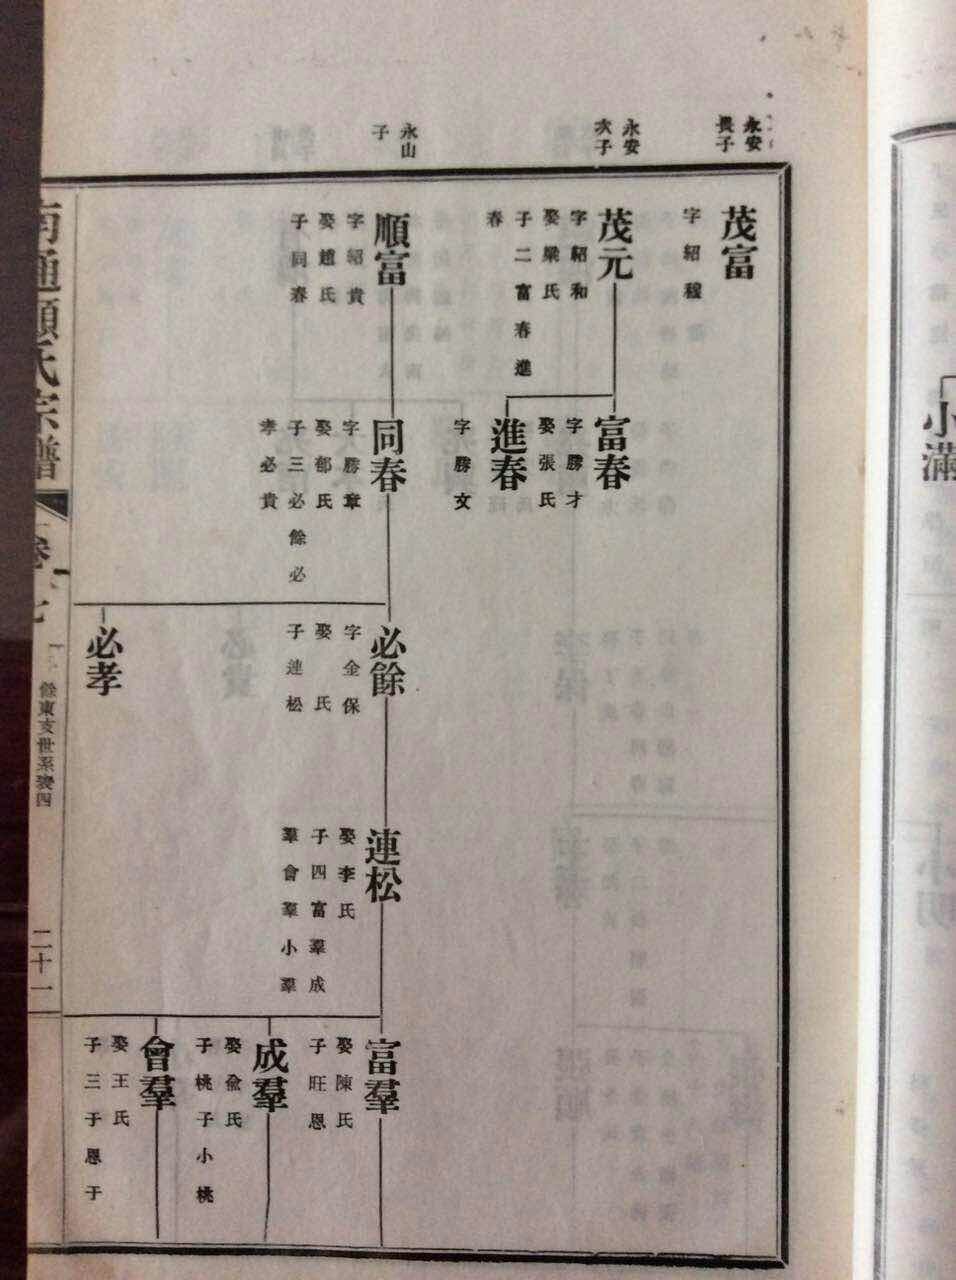 永安
長子
茂富
字紹稷
永安
次子
茂元
字紹和
娶梁氏
子二富春進
春
永山
子
順富
字紹貴
娶趙氏
子同春
富春
字勝才
娶張氏
進春
字勝文
同春
字勝章
娶郁氏
子三必餘必
孝必貴
必餘
字全保
娶 氏
子連松
必孝
連松
娶李氏
子四富羣成
羣會羣小羣
富羣
娶陳氏
子旺恩
成羣
娶俞氏
子桃子小桃
會羣
娶王氏
子三于恩于
南通顧氏宗譜
卷
七
餘東支世系表四
二十一
小滿